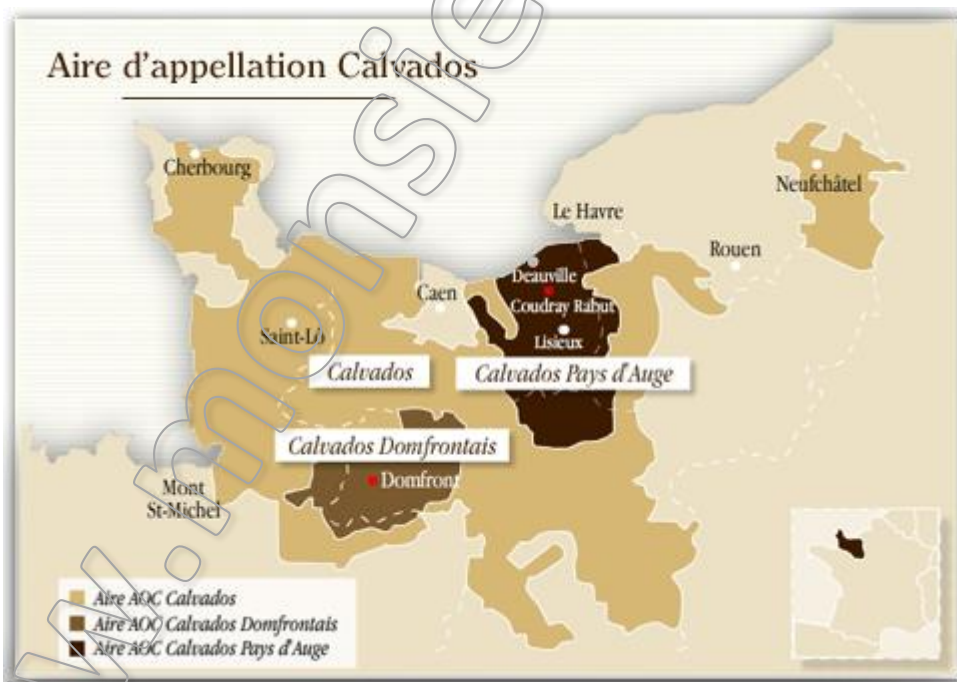 Aire d'appellation Calvados
Cherbourg
Neufchâtel
Le Havre
Rouen
Deauville
Caen
Coudray Rabut
Saint-Lô
Lisieux
Calvados
Calvados Pays d'Auge
Calvados Domfrontais
Domfront
Mont
St-Michel
Aire AOC Calvados
Aire AOC Calvados Domfrontais
Aire AOC Calvados Pays d'Auge
w.monsie